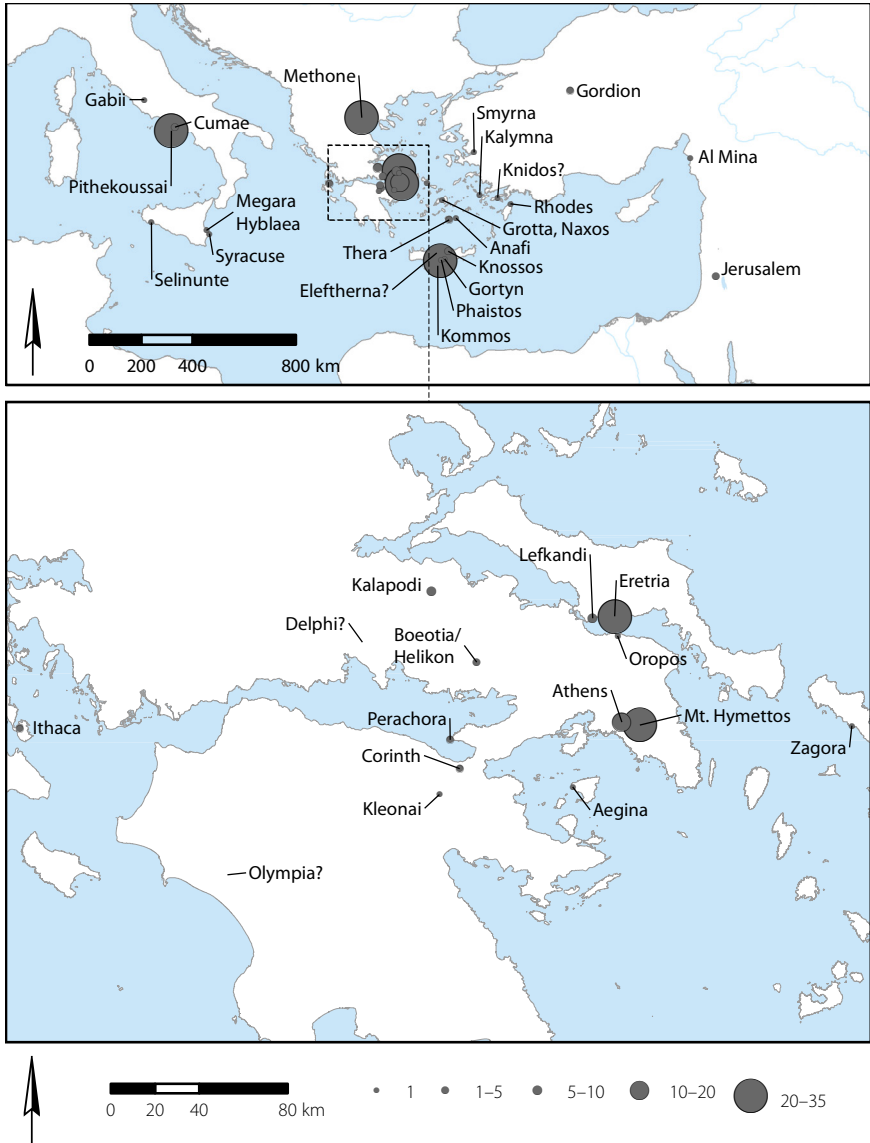 Methone
Gordion
Gabii
Cumae
Smyrna
Kalymna
Al Mina
Knidos?
Pithekoussai
Megara
Hyblaea
Rhodes
Grotta, Naxos
Syracuse
Thera
Anafi
Knossos
Jerusalem
Selinunte
Eleftherna?
Gortyn
Phaistos
Kommos
0 200 400 800 km
Lefkandi
Eretria
Kalapodi
Delphi?
Boeotia/
Helikon
Oropos
Athens
Mt. Hymettos
Ithaca
Perachora
Zagora
Corinth
Kleonai
Aegina
Olympia?
0 20 40 80 km
1 1–5 5–10 10–20 20–35